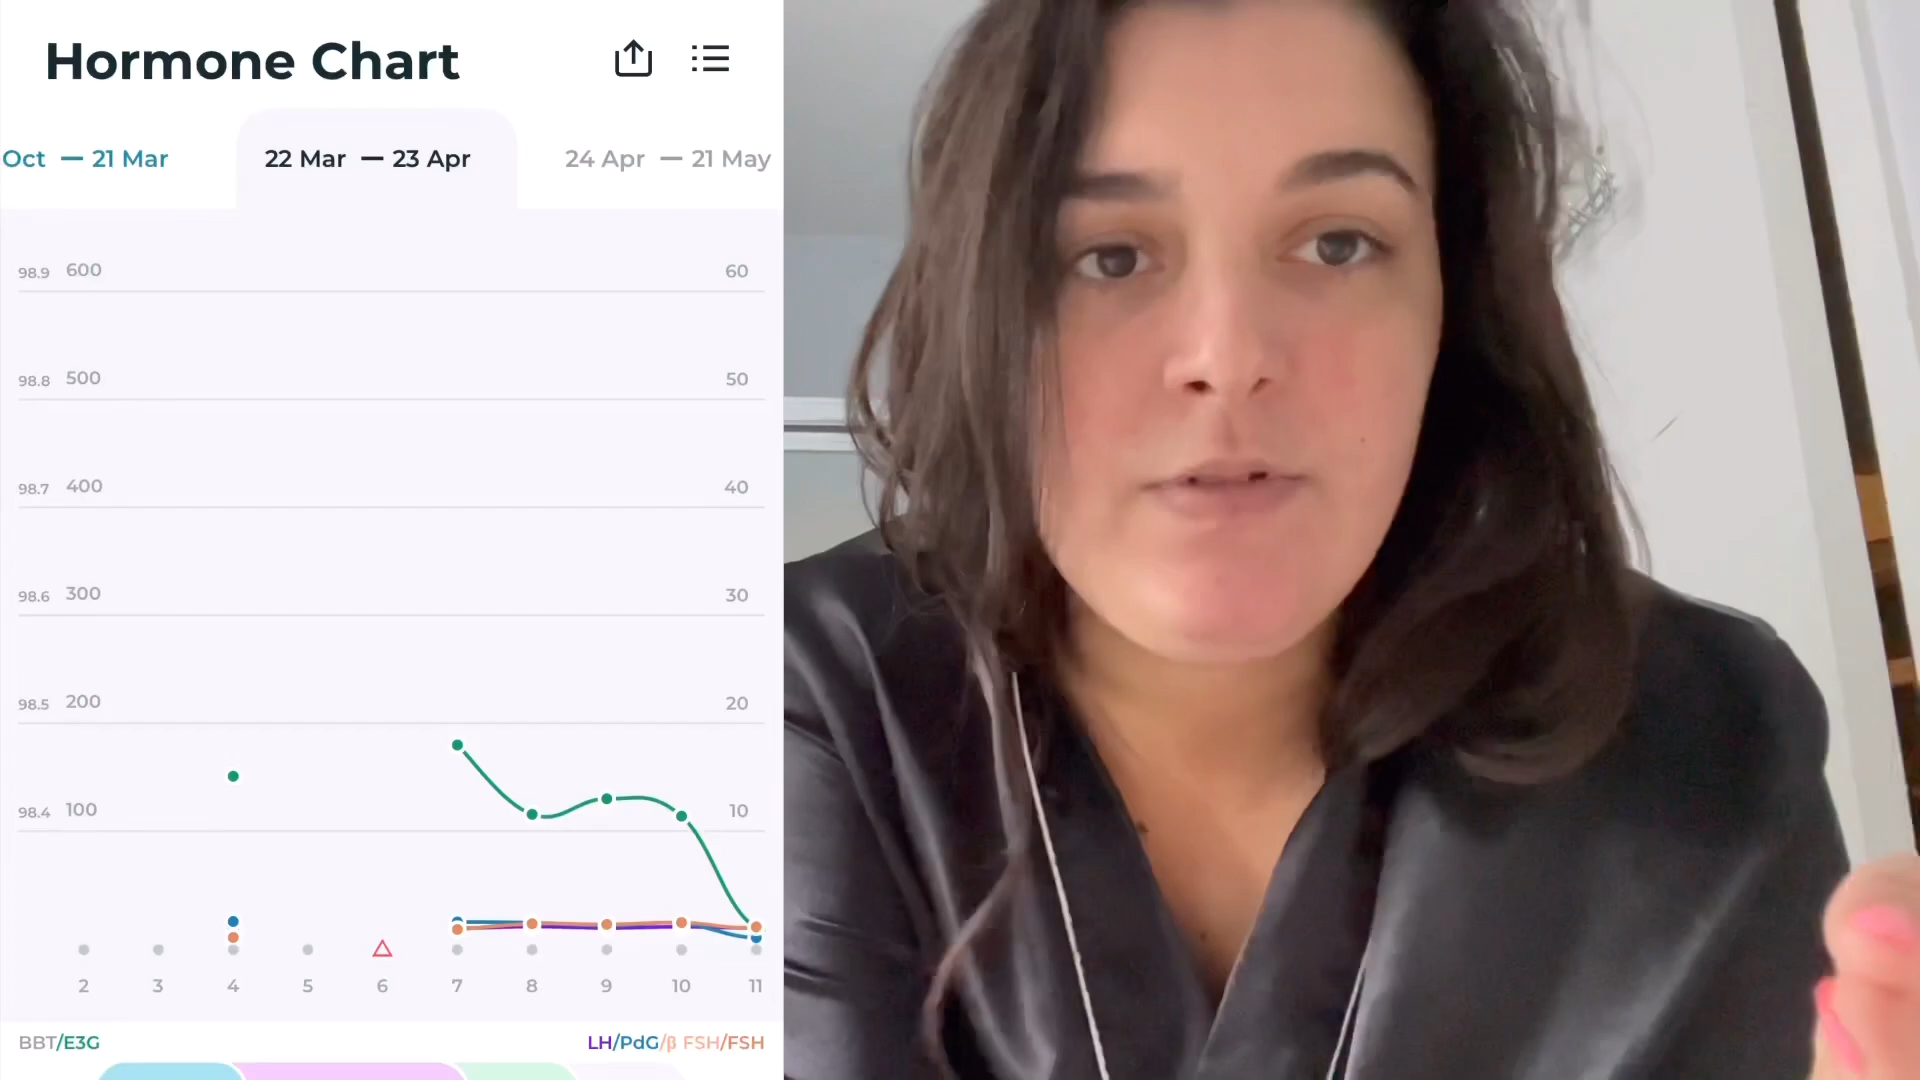 Hormone Chart
Oct — 21 Mar
22 Mar — 23 Apr
24 Apr — 21 May
98.9 600 60
98.8 500 50
98.7 400 40
98.6 300 30
98.5 200 20
98.4 100 10
2 3 4 5 6 7 8 9 10 11
BBT/E3G
LH/PdG/β FSH/FSH